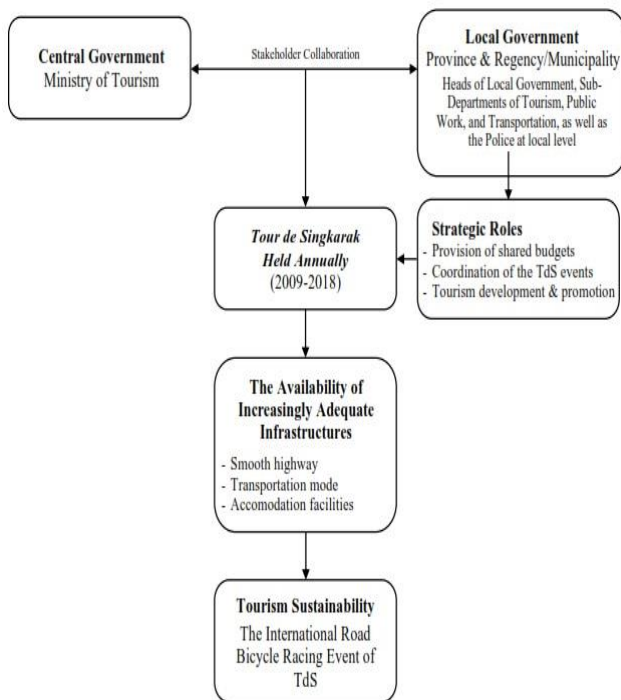 Central Government
Ministry of Tourism
Stakeholder Collaboration
Local Government
Province & Regency/Municipality
Heads of Local Government, Sub-
Departments of Tourism, Public
Work, and Transportation, as well as
the Police at local level
Tour de Singkarak
Held Annually
(2009-2018)
Strategic Roles
- Provision of shared budgets
- Coordination of the TdS events
- Tourism development & promotion
The Availability of
Increasingly Adequate
Infrastructures
- Smooth highway
- Transportation mode
- Accomodation facilities
Tourism Sustainability
The International Road
Bicycle Racing Event of
TdS